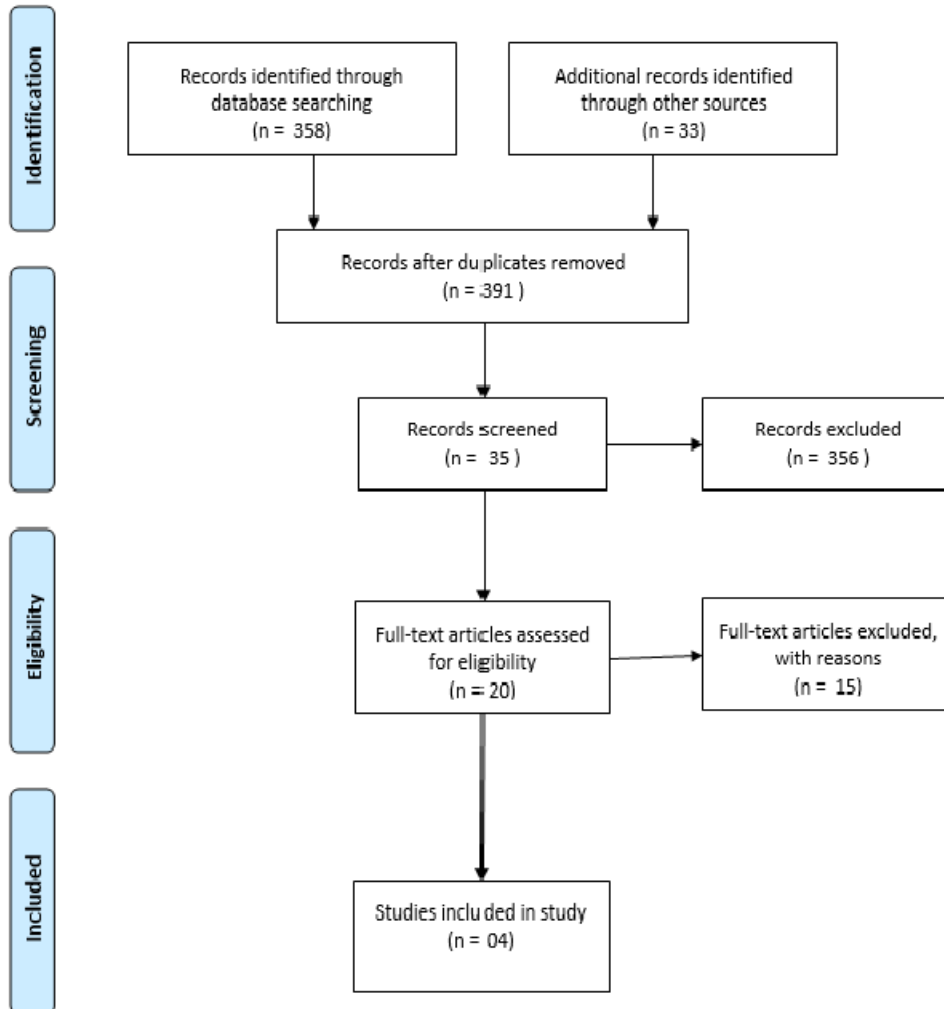 Identification
Records identified through
database searching
(n = 358)
Additional records identified
through other sources
(n = 33)
Records after duplicates removed
(n = 391 )
Screening
Records screened
(n = 35 )
Records excluded
(n = 356 )
Eligibility
Full-text articles assessed
for eligibility
(n = 20)
Full-text articles excluded,
with reasons
(n = 15)
Included
Studies included in study
(n = 04)